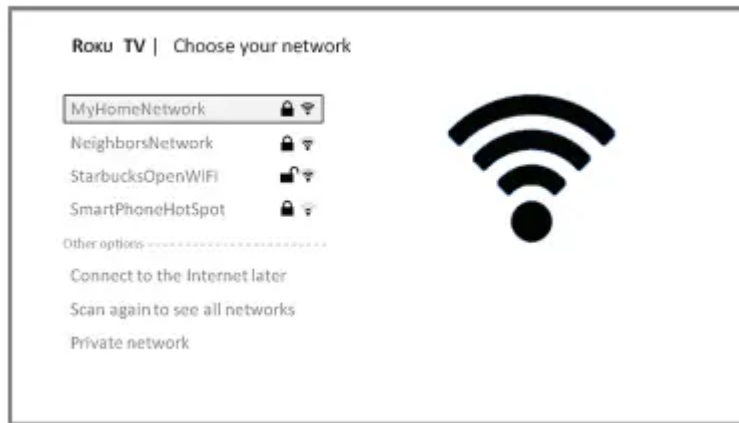 Roku TV | Choose your network
MyHomeNetwork
NeighborsNetwork
StarbucksOpenWiFi
SmartPhoneHotSpot
Other options
Connect to the Internet later
Scan again to see all networks
Private network